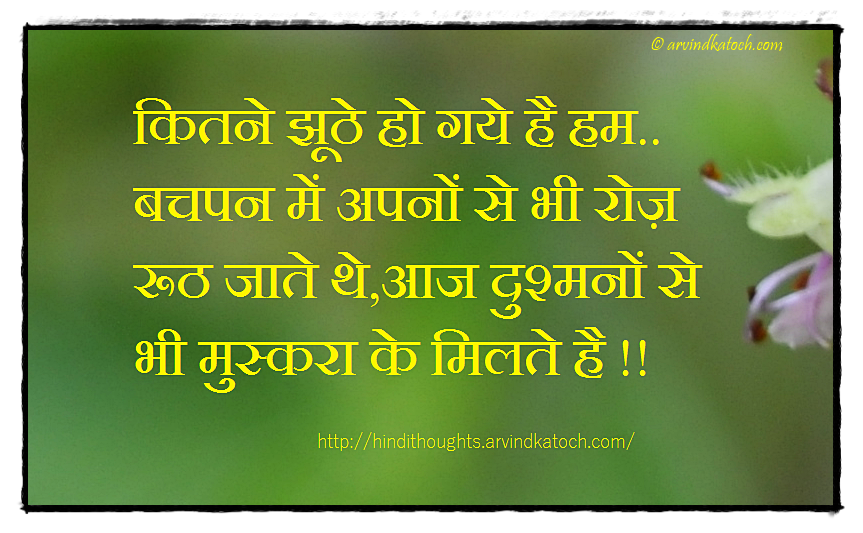 © arvindkatoch.com
कितने झूठे हो गये है हम..
बचपन में अपनों से भी रोज़
रूठ जाते थे,आज दुश्मनों से
भी मुस्करा के मिलते है !!
http://hindithoughts.arvindkatoch.com/